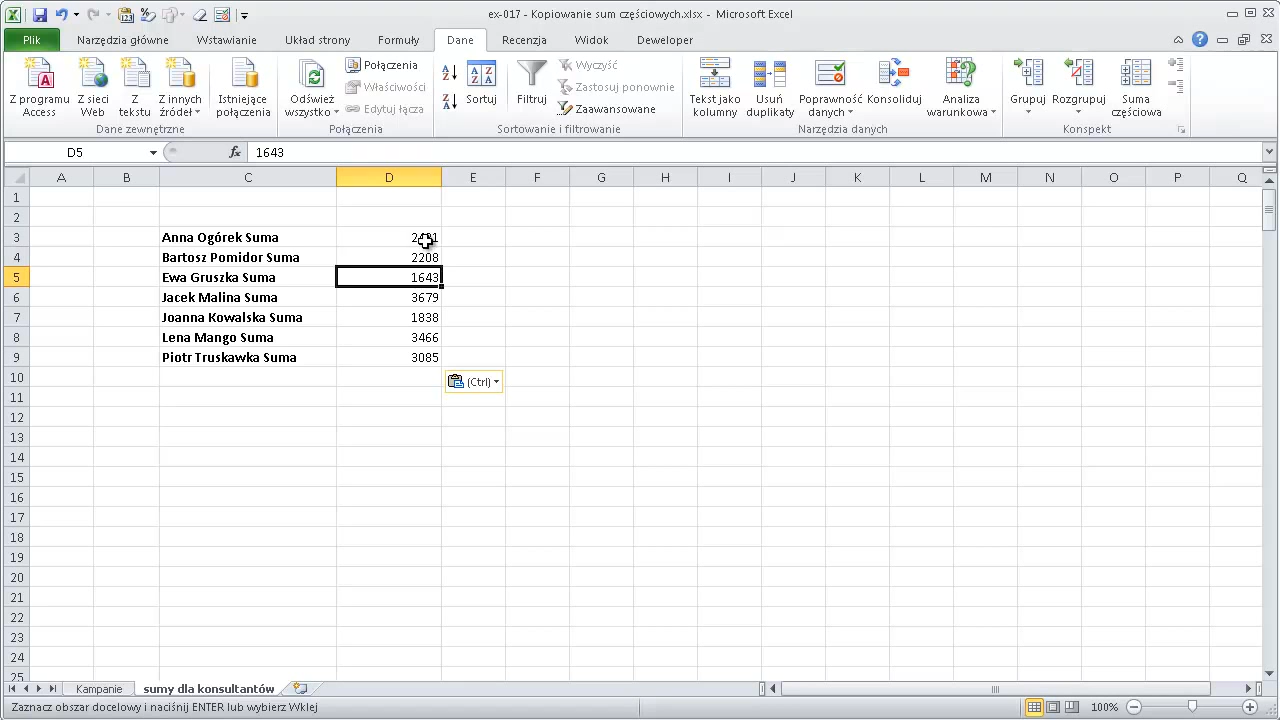 ex-017 - Kopiowanie sum częściowych.xlsx - Microsoft Excel
Plik Narzędzia główne Wstawianie Układ strony Formuły Dane Recenzja Widok Deweloper
Z programu Access
Z sieci Web
Z tekstu
Z innych źródeł
Istniejące połączenia
Dane zewnętrzne
Odśwież wszystko
Połączenia
Właściwości
Edytuj łącza
Połączenia
Sortuj
Filtruj
Wyczyść
Zastosuj ponownie
Zaawansowane
Sortowanie i filtrowanie
Tekst jako kolumny
Usuń duplikaty
Poprawność danych
Konsoliduj
Analiza warunkowa
Narzędzia danych
Grupuj
Rozgrupuj
Suma częściowa
Konspekt
D5 fx 1643
A B C D E F G H I J K L M N O P Q
1
2
3 Anna Ogórek Suma
4 Bartosz Pomidor Suma 2208
5 Ewa Gruszka Suma 1643
6 Jacek Malina Suma 3679
7 Joanna Kowalska Suma 1838
8 Lena Mango Suma 3466
9 Piotr Truskawka Suma 3085
10 (Ctrl)
11
12
13
14
15
16
17
18
19
20
21
22
23
24
25
Kampanie sumy dla konsultantów
Zaznacz obszar docelowy i naciśnij ENTER lub wybierz Wklej 100%